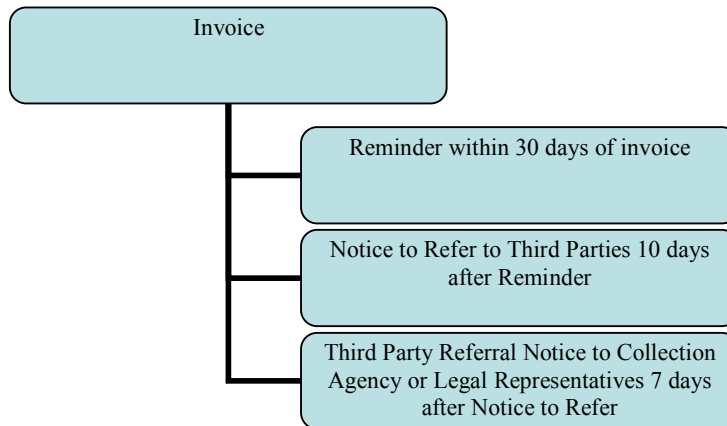 Invoice
Reminder within 30 days of invoice
Notice to Refer to Third Parties 10 days
after Reminder
Third Party Referral Notice to Collection
Agency or Legal Representatives 7 days
after Notice to Refer